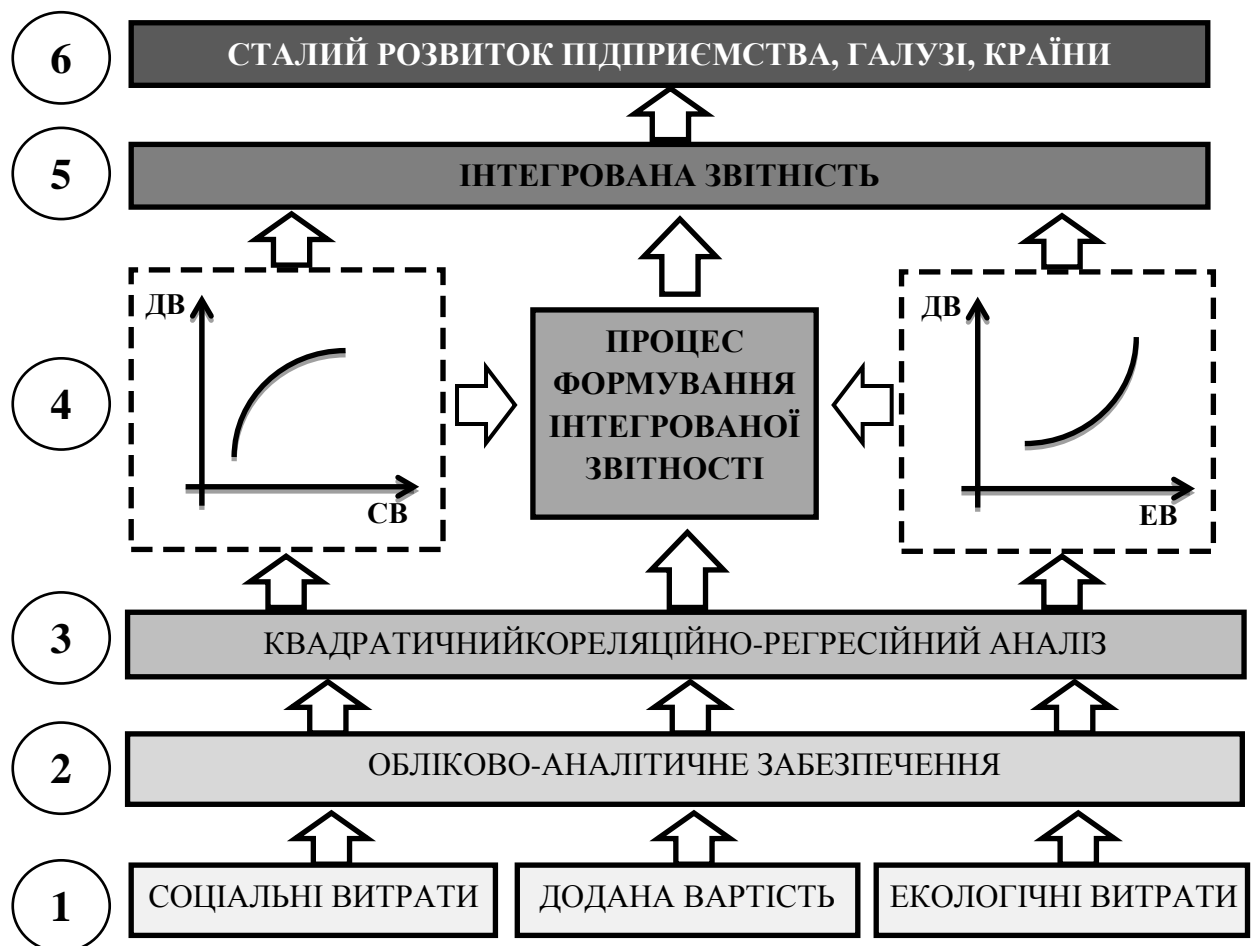 6
СТАЛИЙ РОЗВИТОК ПІДПРИЄМСТВА, ГАЛУЗІ, КРАЇНИ
5
ІНТЕГРОВАНА ЗВІТНІСТЬ
4
ДВ
СВ
ПРОЦЕС
ФОРМУВАННЯ
ІНТЕГРОВАНОЇ
ЗВІТНОСТІ
ДВ
ЕВ
3
КВАДРАТИЧНИЙКОРЕЛЯЦІЙНО-РЕГРЕСІЙНИЙ АНАЛІЗ
2
ОБЛІКОВО-АНАЛІТИЧНЕ ЗАБЕЗПЕЧЕННЯ
1
СОЦІАЛЬНІ ВИТРАТИ
ДОДАНА ВАРТІСТЬ
ЕКОЛОГІЧНІ ВИТРАТИ